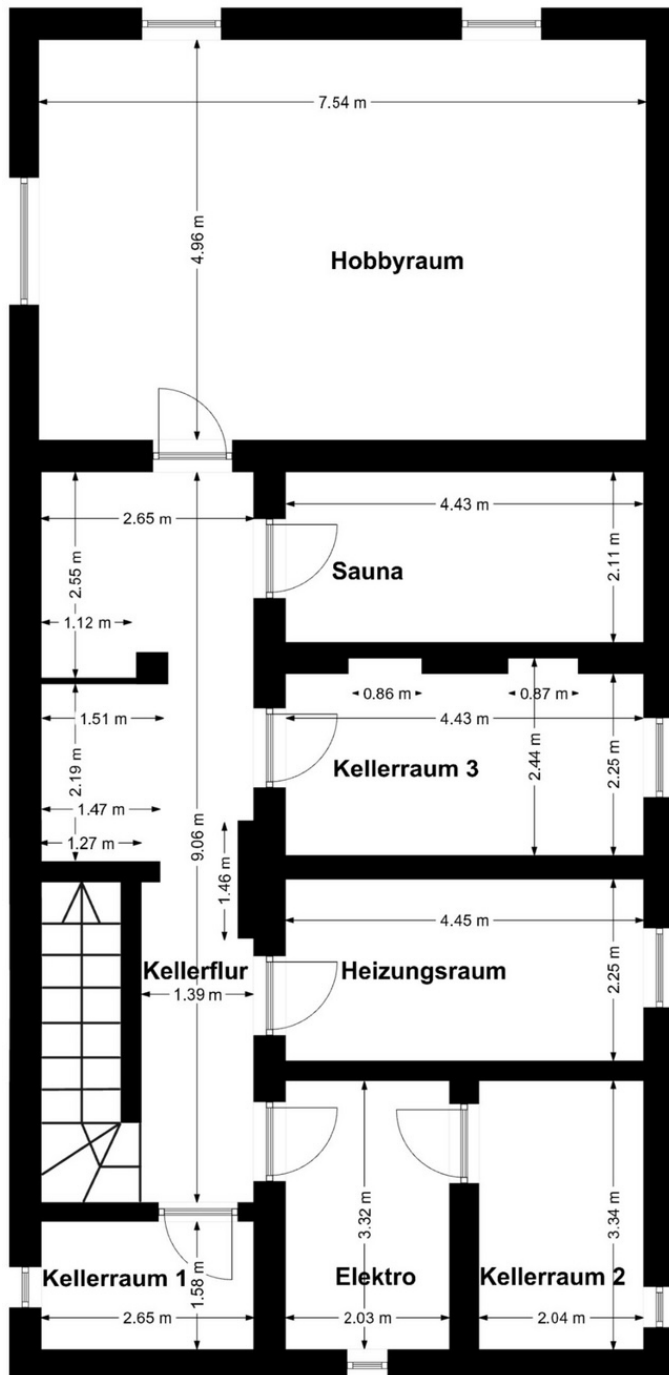 7.54 m
4.96 m
Hobbyraum
2.65 m
4.43 m
2.55 m
2.11 m
Sauna
1.12 m
0.86 m
0.87 m
1.51 m
4.43 m
2.19 m
2.44 m
2.25 m
Kellerraum 3
1.47 m
9.06 m
1.27 m
1.46 m
4.45 m
Kellerflur
Heizungsraum
2.25 m
1.39 m
3.32 m
3.34 m
Kellerraum 1
1.58 m
Elektro
Kellerraum 2
2.65 m
2.03 m
2.04 m